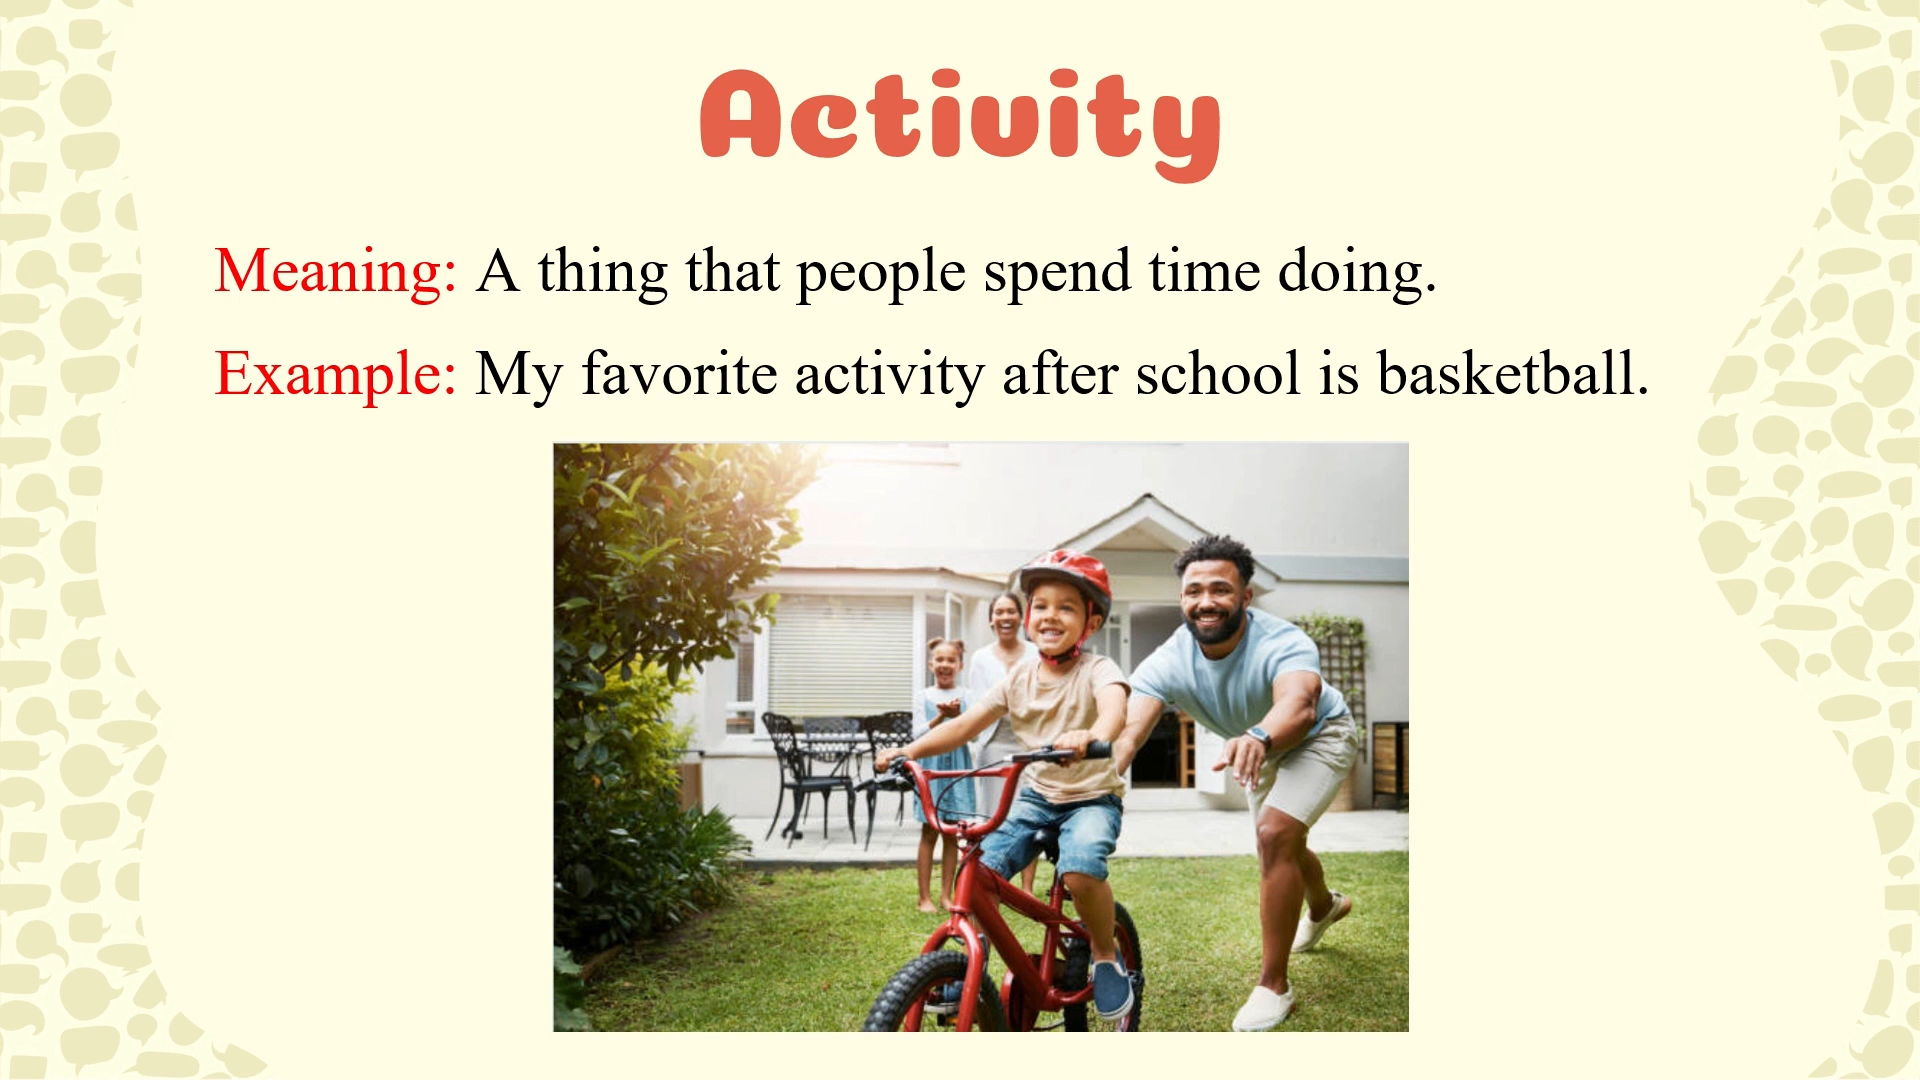 Activity
Meaning: A thing that people spend time doing.
Example: My favorite activity after school is basketball.